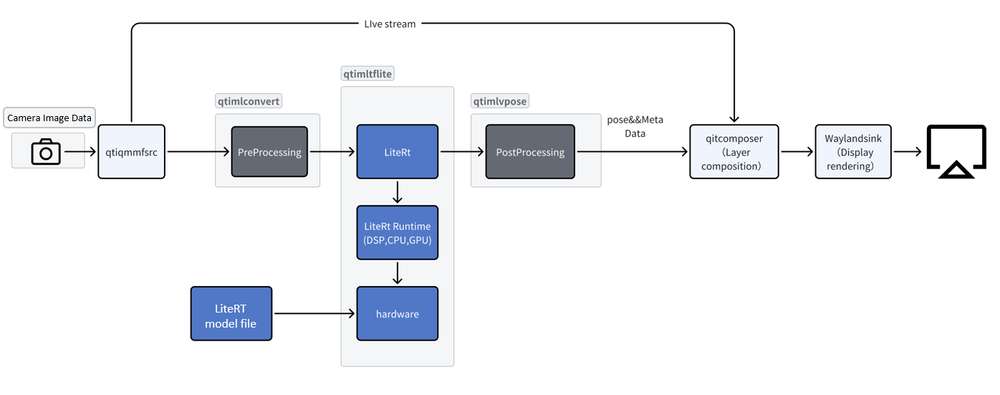 LIve stream
qtimltflite
qtimlconvert
qtimlvpose
Camera Image Data
pose&&Meta
Data
qtiqmmfsrc
PreProcessing
LiteRt
PostProcessing
qitcomposer
（Layer
composition）
Waylandsink
（Display
rendering）
LiteRt Runtime
(DSP,CPU,GPU)
LiteRT
model file
hardware